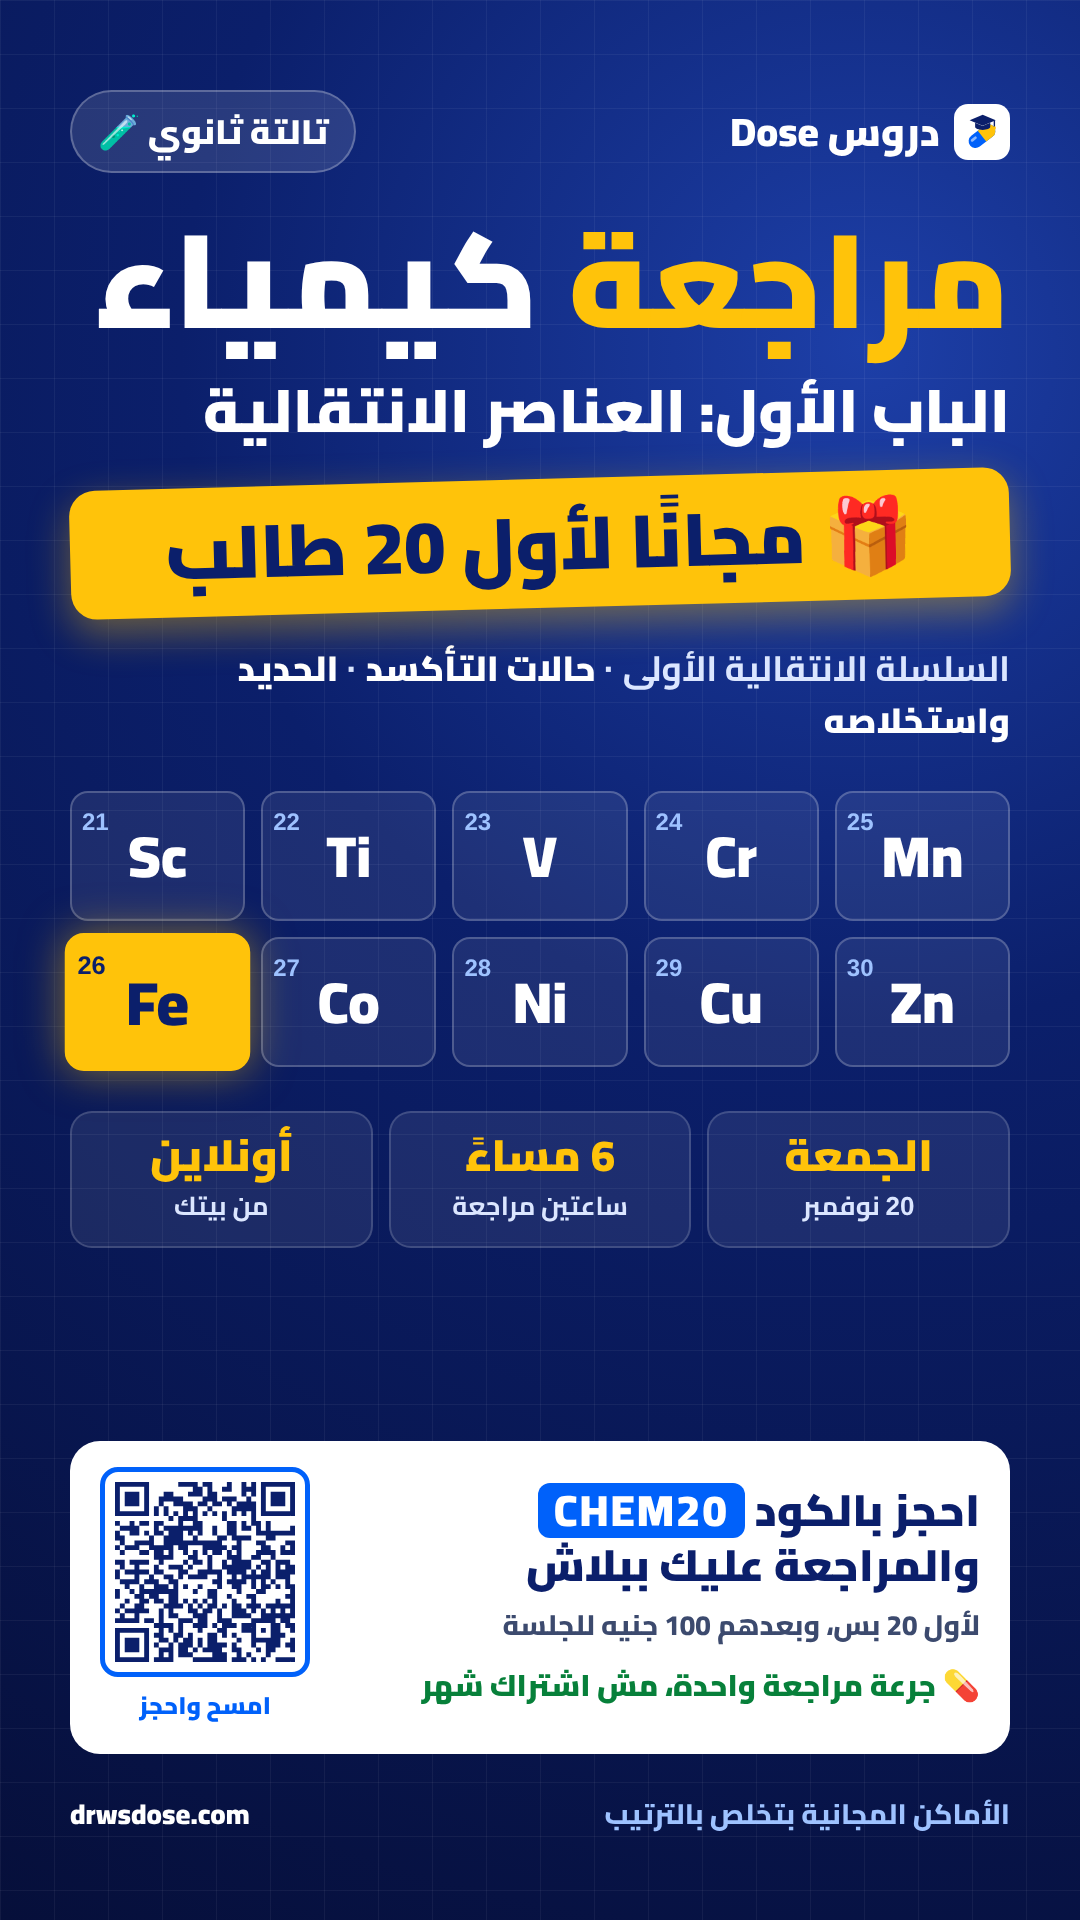 دروس Dose
تالتة ثانوي
مراجعة كيمياء
الباب الأول: العناصر الانتقالية
مجانًا لأول 20 طالب
السلسلة الانتقالية الأولى · حالات التأكسد · الحديد
واستخلاصه
21 Sc
22 Ti
23 V
24 Cr
25 Mn
26 Fe
27 Co
28 Ni
29 Cu
30 Zn
الجمعة
20 نوفمبر
6 مساءً
ساعتين مراجعة
أونلاين
من بيتك
احجز بالكود CHEM20
والمراجعة عليك ببلاش
لأول 20 بس، وبعدهم 100 جنيه للجلسة
جرعة مراجعة واحدة، مش اشتراك شهر
امسح واحجز
الأماكن المجانية بتخلص بالترتيب
drwsdose.com